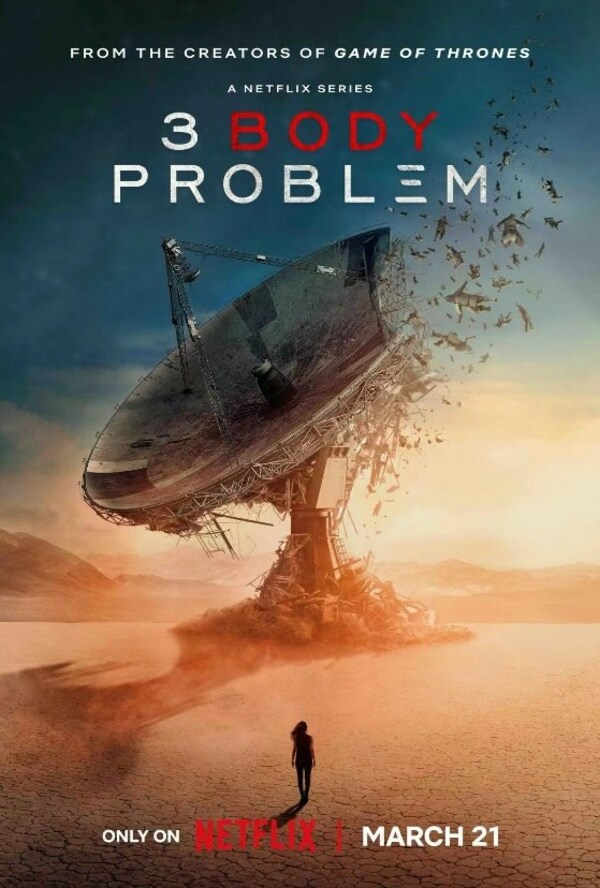 FROM THE CREATORS OF GAME OF THRONES
A NETFLIX SERIES
3 BODY
PROBLEM
ONLY ON NETFLIX | MARCH 21